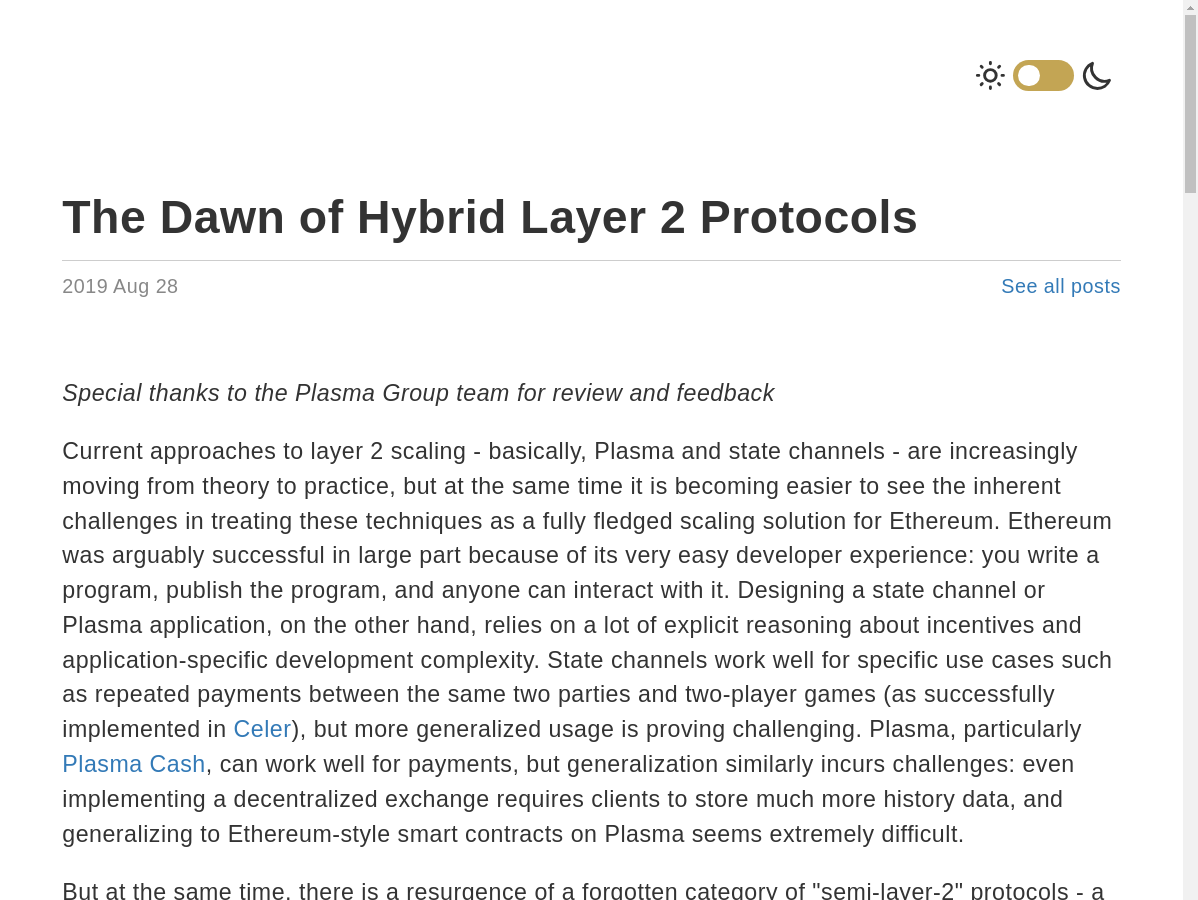 The Dawn of Hybrid Layer 2 Protocols
2019 Aug 28
See all posts
Special thanks to the Plasma Group team for review and feedback
Current approaches to layer 2 scaling - basically, Plasma and state channels - are increasingly
moving from theory to practice, but at the same time it is becoming easier to see the inherent
challenges in treating these techniques as a fully fledged scaling solution for Ethereum. Ethereum
was arguably successful in large part because of its very easy developer experience: you write a
program, publish the program, and anyone can interact with it. Designing a state channel or
Plasma application, on the other hand, relies on a lot of explicit reasoning about incentives and
application-specific development complexity. State channels work well for specific use cases such
as repeated payments between the same two parties and two-player games (as successfully
implemented in Celer), but more generalized usage is proving challenging. Plasma, particularly
Plasma Cash, can work well for payments, but generalization similarly incurs challenges: even
implementing a decentralized exchange requires clients to store much more history data, and
generalizing to Ethereum-style smart contracts on Plasma seems extremely difficult.
But at the same time, there is a resurgence of a forgotten category of "semi-layer-2" protocols - a